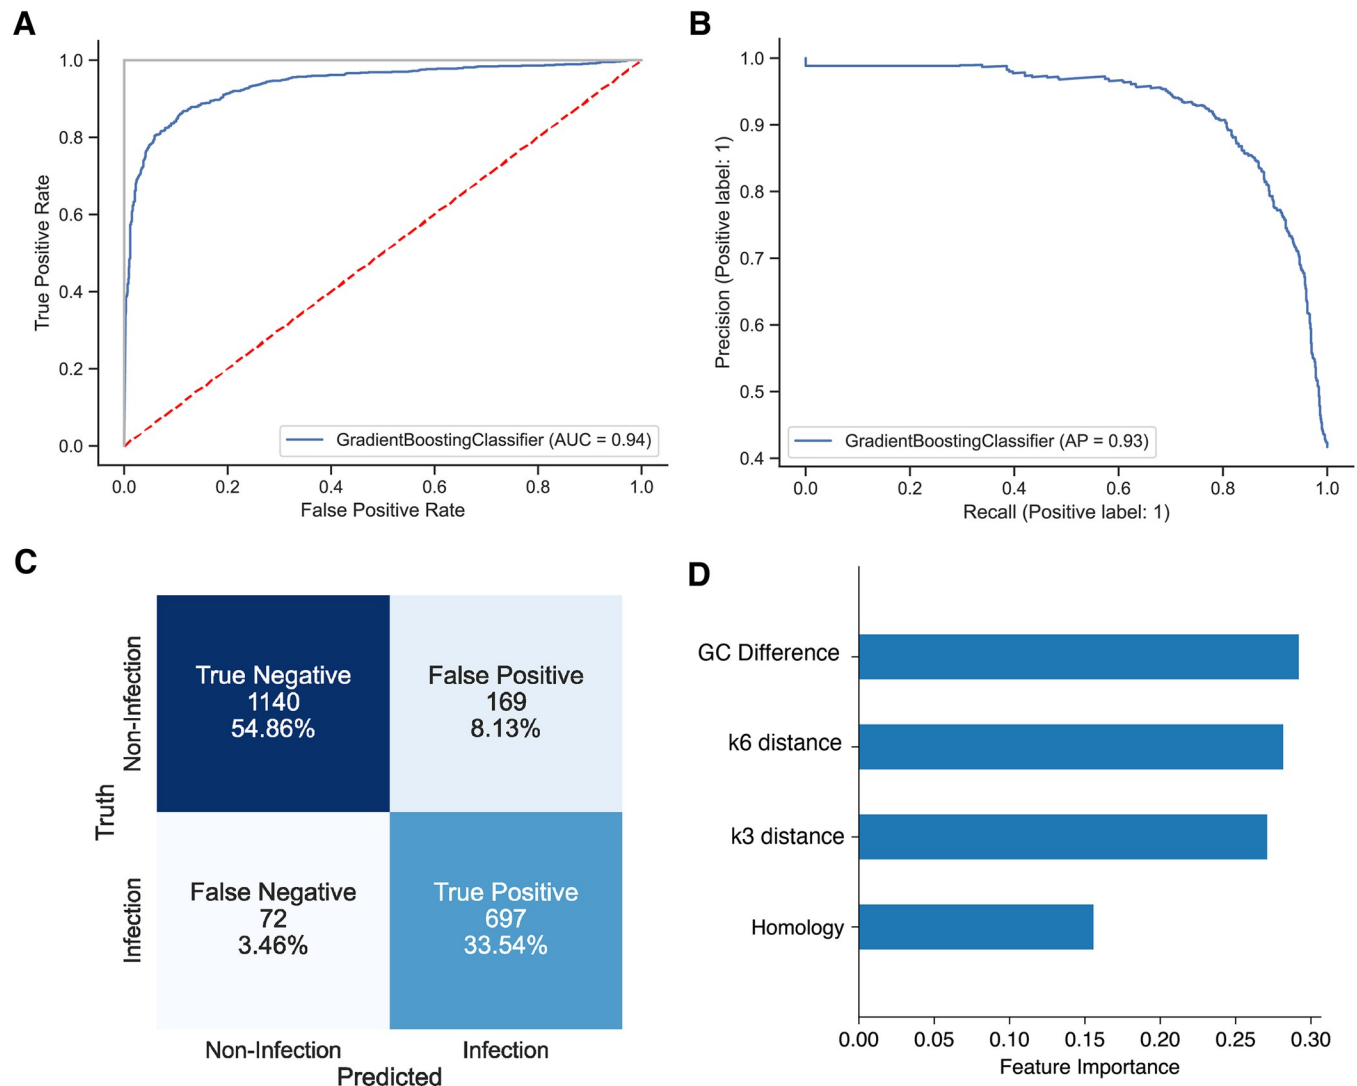 A
1.0
0.8
0.6
0.4
0.2
0.0
True Positive Rate
GradientBoostingClassifier (AUC = 0.94)
0.0 0.2 0.4 0.6 0.8 1.0
False Positive Rate
B
1.0
0.9
0.8
0.7
0.6
0.5
0.4
Precision (Positive label: 1)
GradientBoostingClassifier (AP = 0.93)
0.0 0.2 0.4 0.6 0.8 1.0
Recall (Positive label: 1)
C
Truth
Non-Infection
True Negative
1140
54.86%
False Positive
169
8.13%
Infection
False Negative
72
3.46%
True Positive
697
33.54%
Non-Infection Infection
Predicted
D
GC Difference
k6 distance
k3 distance
Homology
0.00 0.05 0.10 0.15 0.20 0.25 0.30
Feature Importance